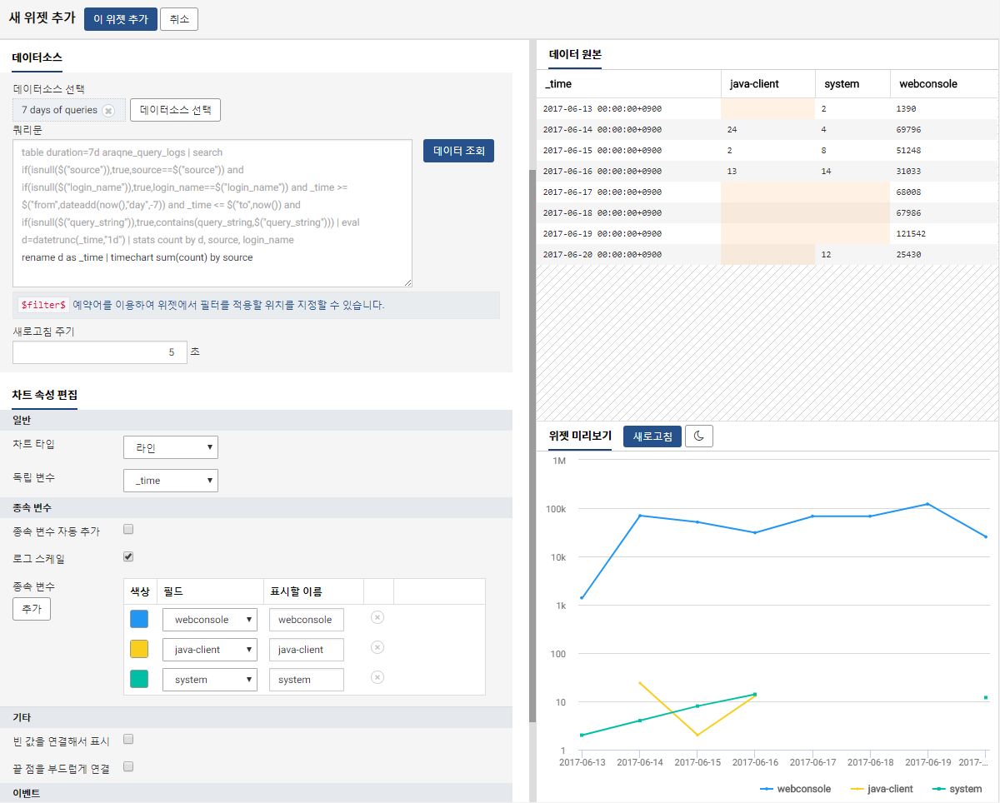 새 위젯 추가 이 위젯 추가 취소
데이터소스
데이터소스 선택
7 days of queries 데이터소스 선택
쿼리문
table duration=7d araqne_query_logs | search
if(isnull($("source")),true,source==$("source")) and
if(isnull($("login_name")),true,login_name==$("login_name")) and _time >=
$("from",dateadd(now(),"day",-7)) and _time <= $("to",now()) and
if(isnull($("query_string")),true,contains(query_string,$("query_string"))) | eval
d=datetrunc(_time,"1d") | stats count by d, source, login_name
rename d as _time | timechart sum(count) by source
데이터 조회
$filter$ 예약어를 이용하여 위젯에서 필터를 적용할 위치를 지정할 수 있습니다.
새로고침 주기
5 초
차트 속성 편집
일반
차트 타입 라인
독립 변수 _time
종속 변수
종속 변수 자동 추가
로그 스케일
종속 변수
추가
색상 필드 표시할 이름
webconsole webconsole
java-client java-client
system system
기타
빈 값을 연결해서 표시
끝 점을 부드럽게 연결
이벤트
데이터 원본
_time java-client system webconsole
2017-06-13 00:00:00+0900 2 1390
2017-06-14 00:00:00+0900 24 4 69796
2017-06-15 00:00:00+0900 2 8 51248
2017-06-16 00:00:00+0900 13 14 31033
2017-06-17 00:00:00+0900 68008
2017-06-18 00:00:00+0900 67986
2017-06-19 00:00:00+0900 121542
2017-06-20 00:00:00+0900 12 25430
위젯 미리보기 새로고침
1M
100k
10k
1k
100
10
1
2017-06-13 2017-06-14 2017-06-15 2017-06-16 2017-06-17 2017-06-18 2017-06-19 2017-...
webconsole java-client system